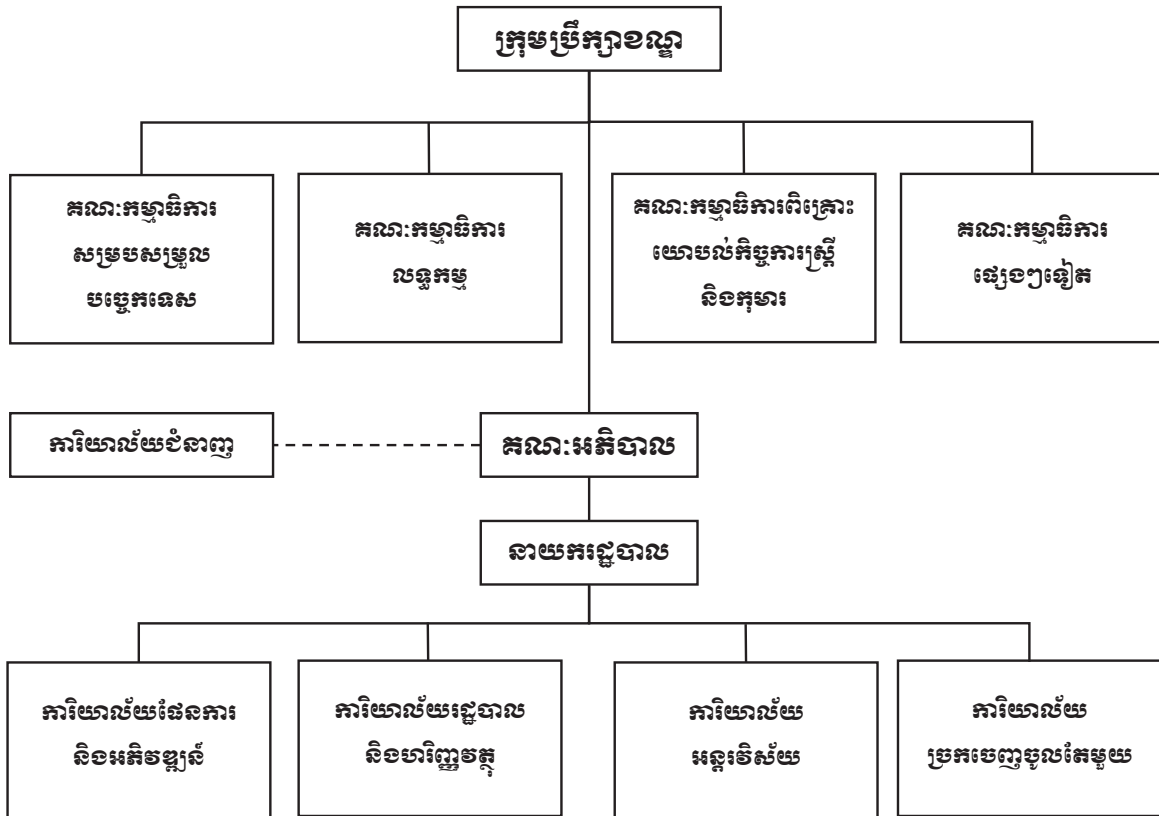 ក្រុមប្រឹក្សាខណ្ឌ
គណៈកម្មាធិការ
សម្របសម្រួល
បច្ចេកទេស
គណៈកម្មាធិការ
លទ្ធកម្ម
គណៈកម្មាធិការពិគ្រោះ
យោបល់កិច្ចការស្ត្រី
និងកុមារ
គណៈកម្មាធិការ
ផ្សេងៗទៀត
ការិយាល័យជំនាញ
គណៈអភិបាល
នាយករដ្ឋបាល
ការិយាល័យផែនការ
និងអភិវឌ្ឍន៍
ការិយាល័យរដ្ឋបាល
និងហិរញ្ញវត្ថុ
ការិយាល័យ
អន្តរវិស័យ
ការិយាល័យ
ច្រកចេញចូលតែមួយ